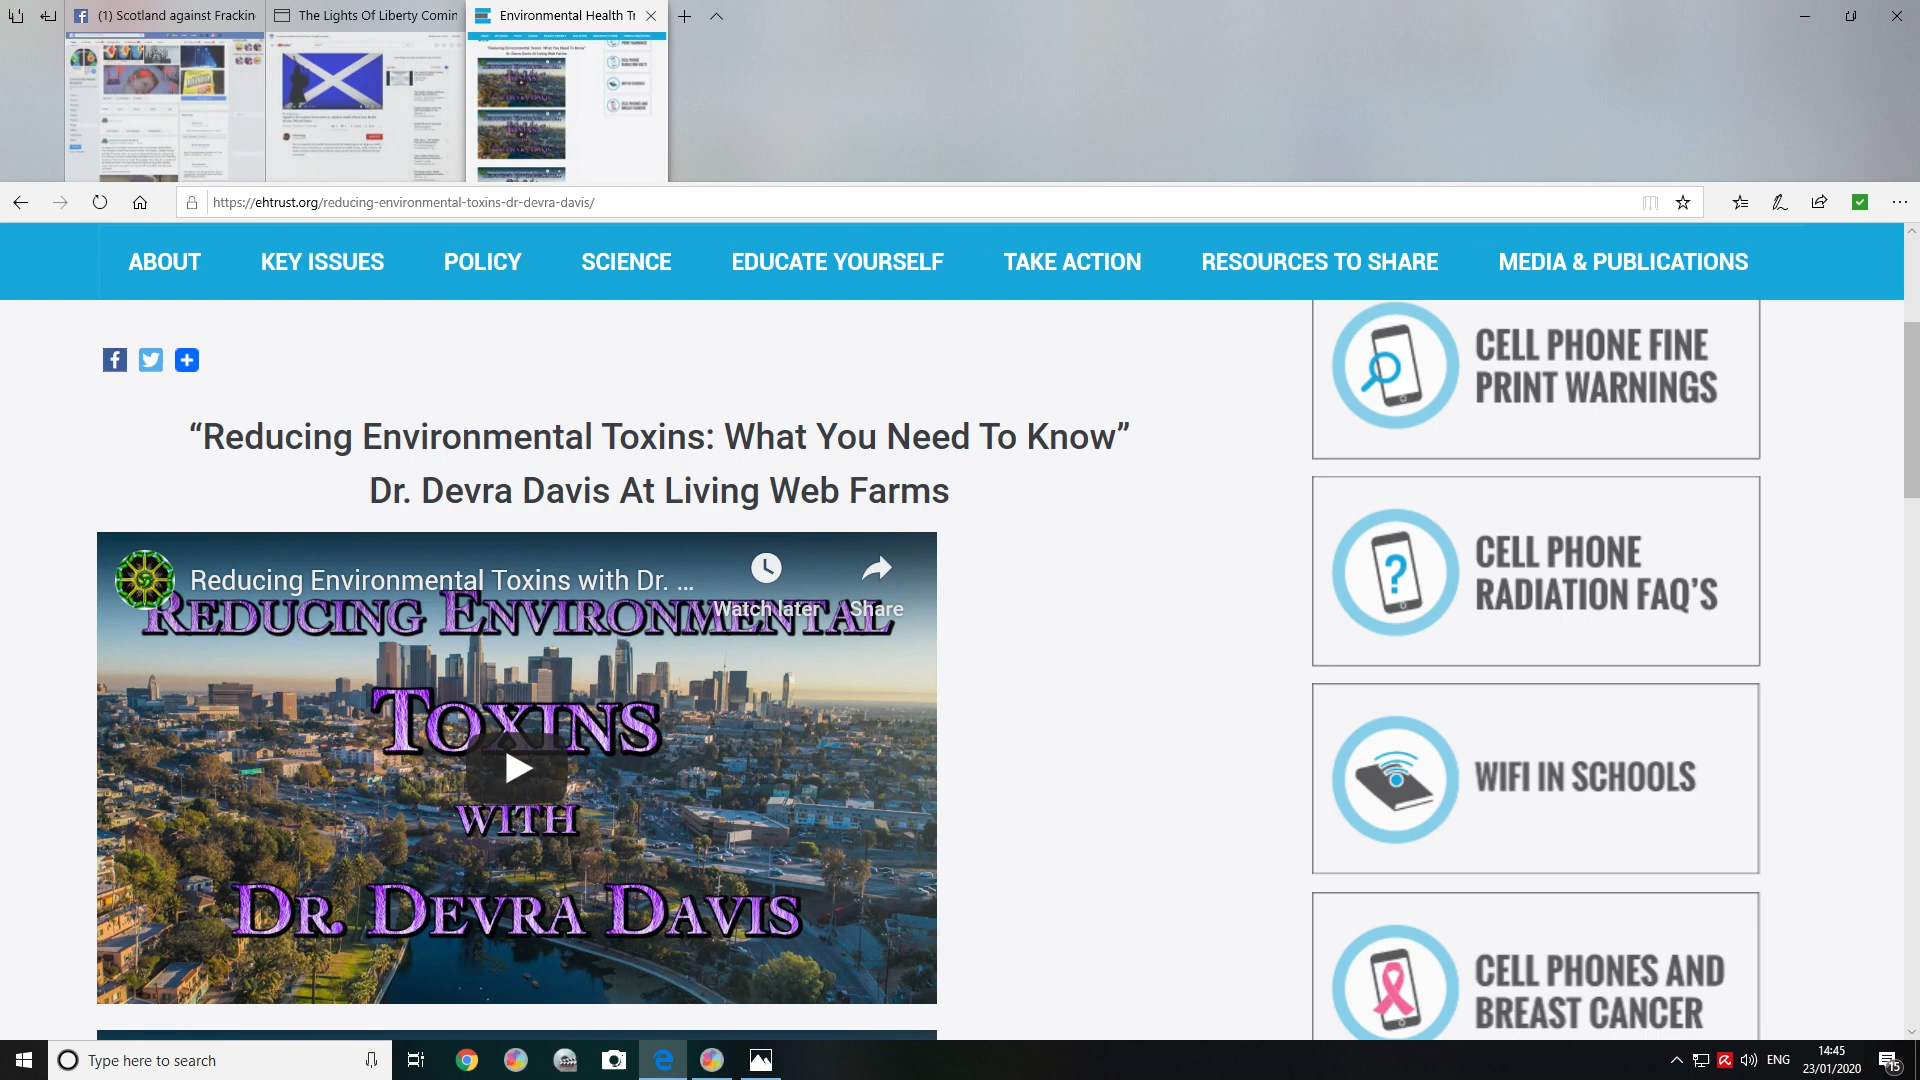 (1) Scotland against Frackin
The Lights Of Liberty Comin
Environmental Health Tr
https://ehtrust.org/reducing-environmental-toxins-dr-devra-davis/
ABOUT KEY ISSUES POLICY SCIENCE EDUCATE YOURSELF TAKE ACTION RESOURCES TO SHARE MEDIA & PUBLICATIONS
“Reducing Environmental Toxins: What You Need To Know”
Dr. Devra Davis At Living Web Farms
Reducing Environmental Toxins with Dr. ...
Watch later Share
REDUCING ENVIRONMENTAL
TOXINS
WITH
DR. DEVRA DAVIS
CELL PHONE FINE
PRINT WARNINGS
CELL PHONE
RADIATION FAQ'S
WIFI IN SCHOOLS
CELL PHONES AND
BREAST CANCER
Type here to search
ENG
14:45
23/01/2020
15